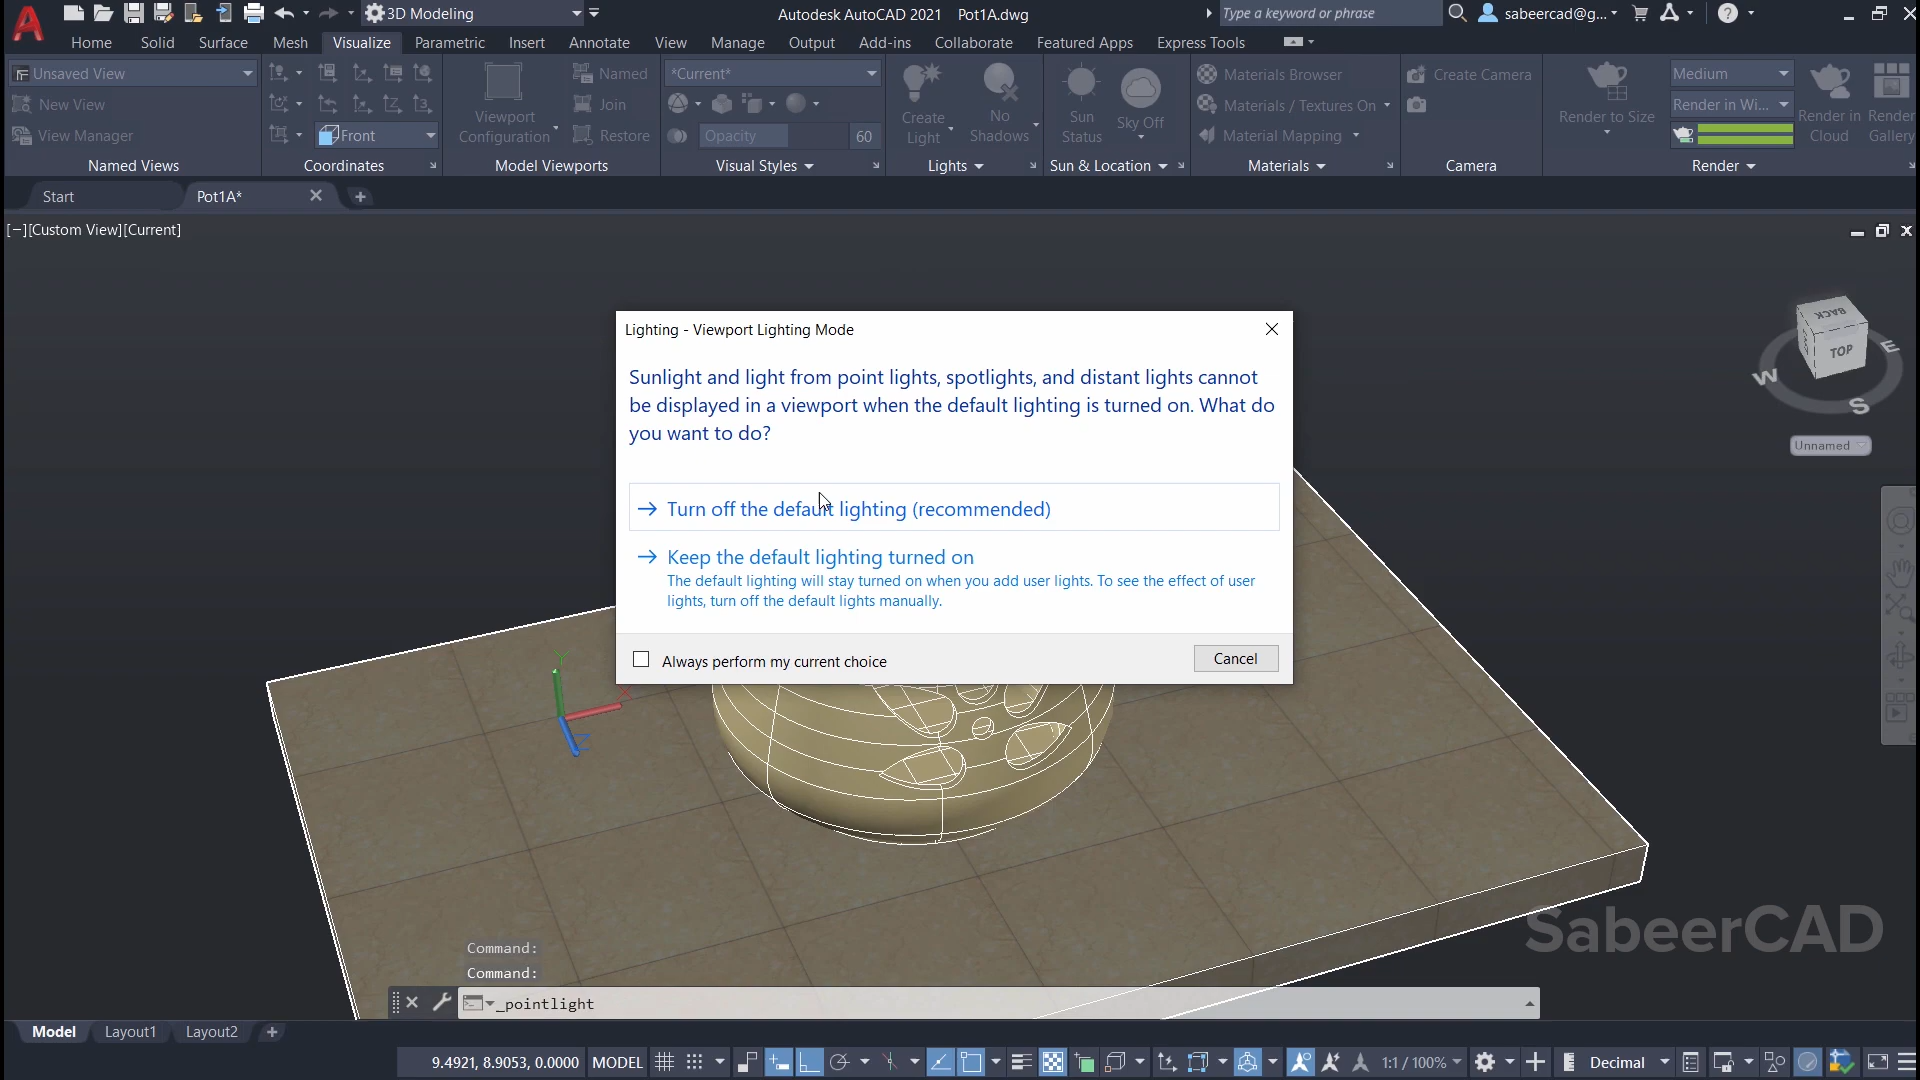 A 3D Modeling Autodesk AutoCAD 2021 Pot1A.dwg Type a keyword or phrase sabeercad@g... ?
Home Solid Surface Mesh Visualize Parametric Insert Annotate View Manage Output Add-ins Collaborate Featured Apps Express Tools
Unsaved View
New View
View Manager
Named Views
Front
Coordinates
Viewport
Configuration
Named
Join
Restore
Model Viewports
*Current*
Opacity 60
Visual Styles
Create
Light
No
Shadows
Lights
Sun
Status
Sky Off
Sun & Location
Materials Browser
Materials / Textures On
Material Mapping
Materials
Create Camera
Camera
Render to Size
Medium
Render in Wi...
Render in
Cloud
Render
Gallery
Render
Start Pot1A*
[−][Custom View][Current]
BACK
TOP
W
E
S
Unnamed
Lighting - Viewport Lighting Mode
Sunlight and light from point lights, spotlights, and distant lights cannot
be displayed in a viewport when the default lighting is turned on. What do
you want to do?
Turn off the default lighting (recommended)
Keep the default lighting turned on
The default lighting will stay turned on when you add user lights. To see the effect of user
lights, turn off the default lights manually.
Always perform my current choice Cancel
Y
X
Z
SabeerCAD
Command:
Command:
_pointlight
Model Layout1 Layout2 +
9.4921, 8.9053, 0.0000 MODEL 1:1 / 100% Decimal